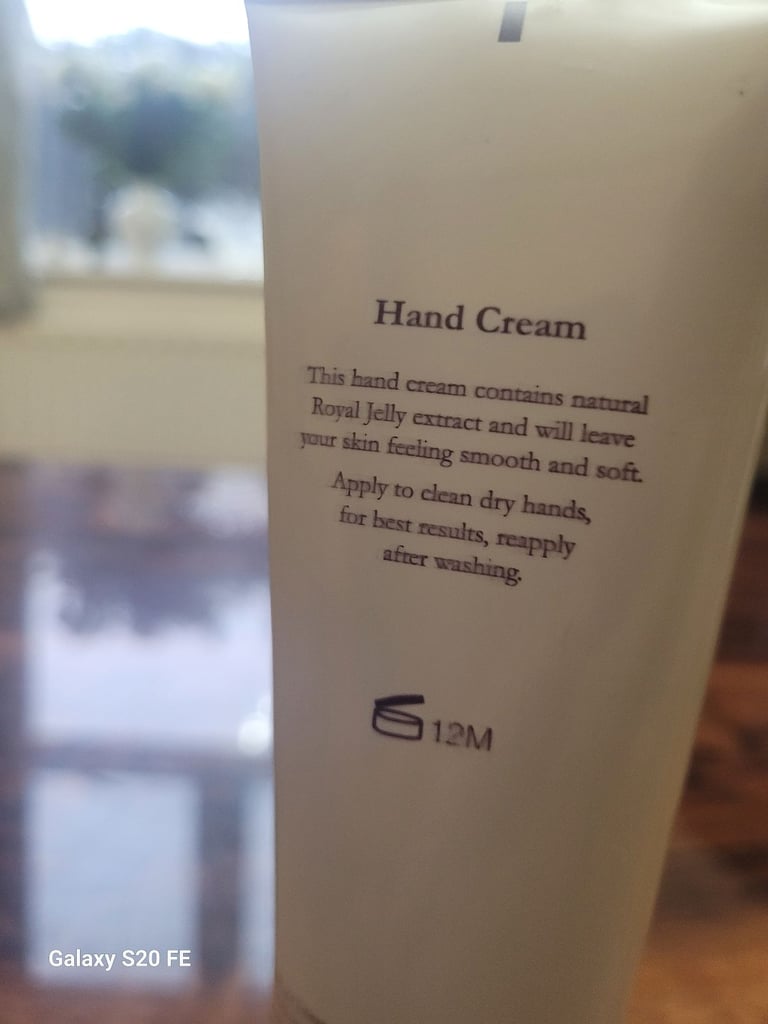 Hand Cream
This hand cream contains natural
Royal Jelly extract and will leave
your skin feeling smooth and soft.
Apply to clean dry hands,
for best results, reapply
after washing.
12M
Galaxy S20 FE